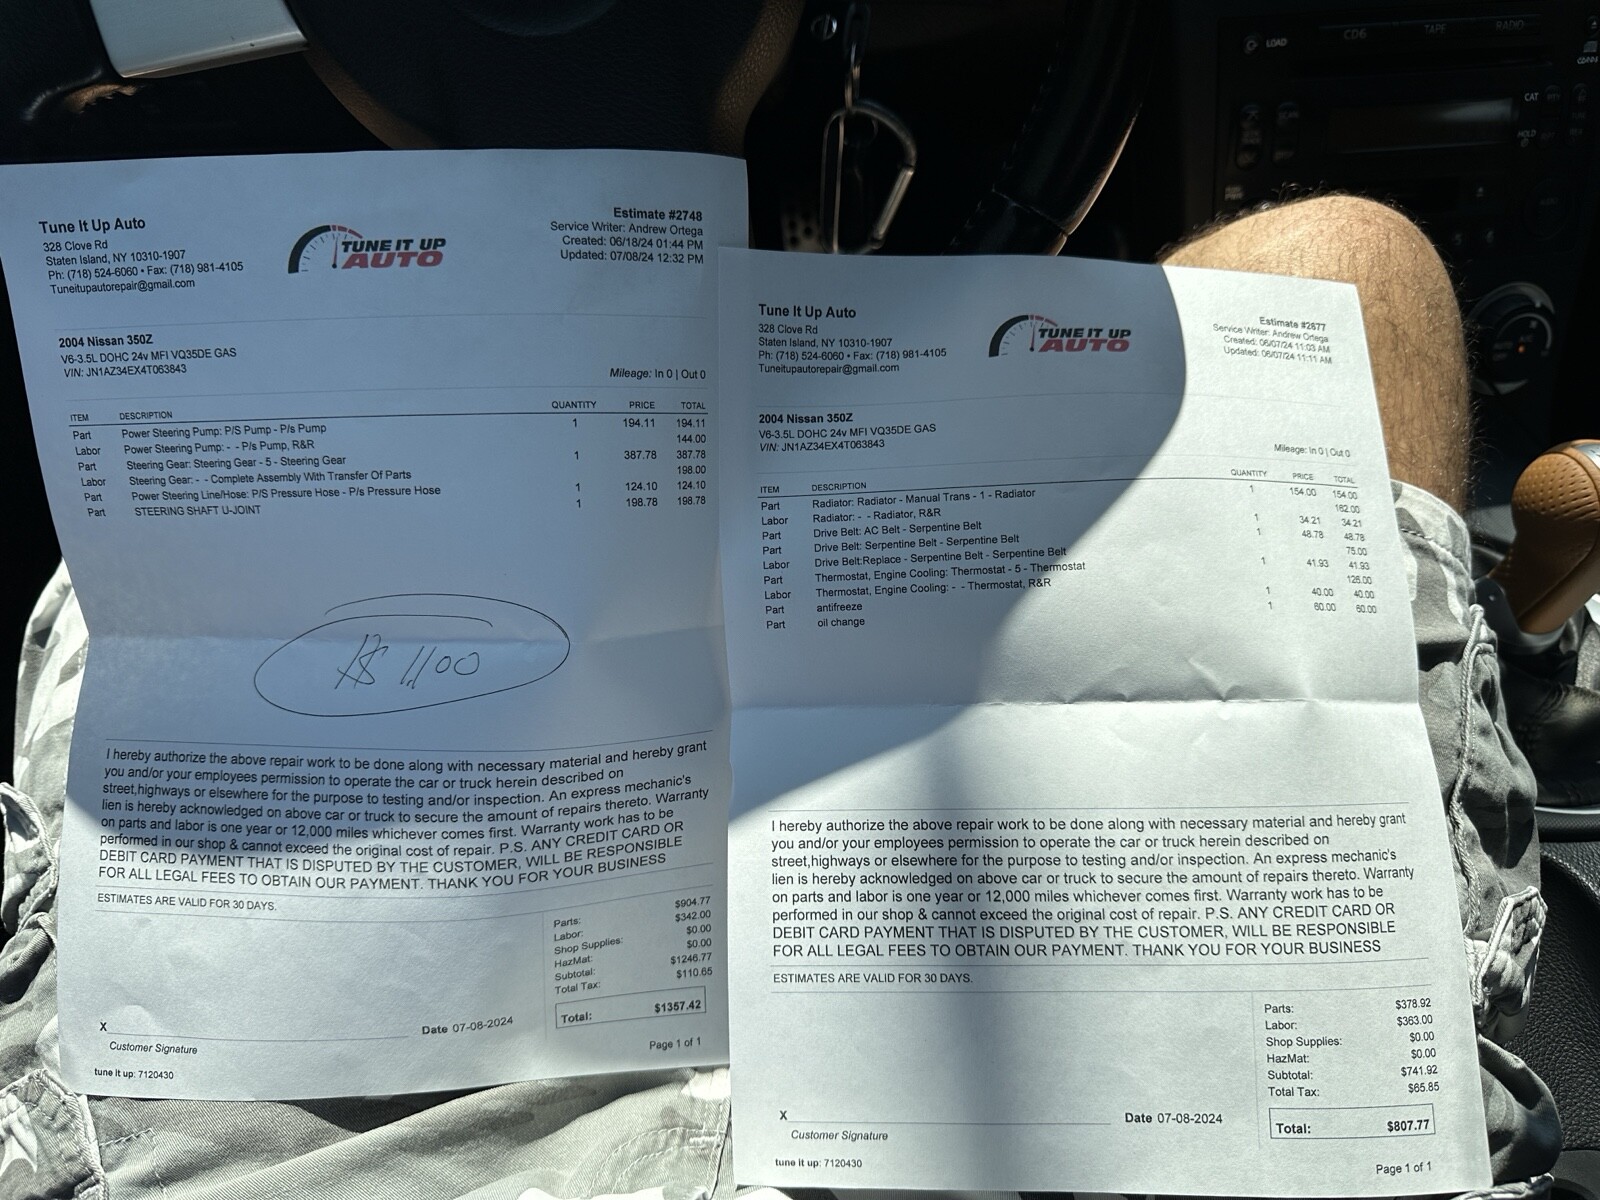 LOAD
CD6
TAPE
RADIO
CAT
HOLD
Tune It Up Auto
328 Clove Rd
Staten Island, NY 10310-1907
Ph: (718) 524-6060 • Fax: (718) 981-4105
Tuneitupautorepair@gmail.com
TUNE IT UP
AUTO
Estimate #2748
Service Writer: Andrew Ortega
Created: 06/18/24 01:44 PM
Updated: 07/08/24 12:32 PM
2004 Nissan 350Z
V6-3.5L DOHC 24v MFI VQ35DE GAS
VIN: JN1AZ34EX4T063843
Mileage: In 0 | Out 0
ITEM DESCRIPTION QUANTITY PRICE TOTAL
Part Power Steering Pump: P/S Pump - P/s Pump 1 194.11 194.11
Labor Power Steering Pump: - - P/s Pump, R&R 144.00
Part Steering Gear: Steering Gear - 5 - Steering Gear 1 387.78 387.78
Labor Steering Gear: - - Complete Assembly With Transfer Of Parts 198.00
Part Power Steering Line/Hose: P/S Pressure Hose - P/s Pressure Hose 1 124.10 124.10
Part STEERING SHAFT U-JOINT 1 198.78 198.78
$ 1,100
I hereby authorize the above repair work to be done along with necessary material and hereby grant
you and/or your employees permission to operate the car or truck herein described on
street,highways or elsewhere for the purpose to testing and/or inspection. An express mechanic's
lien is hereby acknowledged on above car or truck to secure the amount of repairs thereto. Warranty
on parts and labor is one year or 12,000 miles whichever comes first. Warranty work has to be
performed in our shop & cannot exceed the original cost of repair. P.S. ANY CREDIT CARD OR
DEBIT CARD PAYMENT THAT IS DISPUTED BY THE CUSTOMER, WILL BE RESPONSIBLE
FOR ALL LEGAL FEES TO OBTAIN OUR PAYMENT. THANK YOU FOR YOUR BUSINESS
ESTIMATES ARE VALID FOR 30 DAYS.
Parts: $904.77
Labor: $342.00
Shop Supplies: $0.00
HazMat: $0.00
Subtotal: $1246.77
Total Tax: $110.65
Total: $1357.42
X
Date 07-08-2024
Customer Signature
Page 1 of 1
tune it up: 7120430
Tune It Up Auto
328 Clove Rd
Staten Island, NY 10310-1907
Ph: (718) 524-6060 • Fax: (718) 981-4105
Tuneitupautorepair@gmail.com
TUNE IT UP
AUTO
Estimate #2677
Service Writer: Andrew Ortega
Created: 06/07/24 11:03 AM
Updated: 06/07/24 11:11 AM
2004 Nissan 350Z
V6-3.5L DOHC 24v MFI VQ35DE GAS
VIN: JN1AZ34EX4T063843
Mileage: In 0 | Out 0
ITEM DESCRIPTION QUANTITY PRICE TOTAL
Part Radiator: Radiator - Manual Trans - 1 - Radiator 1 154.00 154.00
Labor Radiator: - - Radiator, R&R 162.00
Part Drive Belt: AC Belt - Serpentine Belt 1 34.21 34.21
Part Drive Belt: Serpentine Belt - Serpentine Belt 1 48.78 48.78
Labor Drive Belt:Replace - Serpentine Belt - Serpentine Belt 75.00
Part Thermostat, Engine Cooling: Thermostat - 5 - Thermostat 1 41.93 41.93
Labor Thermostat, Engine Cooling: - - Thermostat, R&R 126.00
Part antifreeze 1 40.00 40.00
Part oil change 1 60.00 60.00
I hereby authorize the above repair work to be done along with necessary material and hereby grant
you and/or your employees permission to operate the car or truck herein described on
street,highways or elsewhere for the purpose to testing and/or inspection. An express mechanic's
lien is hereby acknowledged on above car or truck to secure the amount of repairs thereto. Warranty
on parts and labor is one year or 12,000 miles whichever comes first. Warranty work has to be
performed in our shop & cannot exceed the original cost of repair. P.S. ANY CREDIT CARD OR
DEBIT CARD PAYMENT THAT IS DISPUTED BY THE CUSTOMER, WILL BE RESPONSIBLE
FOR ALL LEGAL FEES TO OBTAIN OUR PAYMENT. THANK YOU FOR YOUR BUSINESS
ESTIMATES ARE VALID FOR 30 DAYS.
Parts: $378.92
Labor: $363.00
Shop Supplies: $0.00
HazMat: $0.00
Subtotal: $741.92
Total Tax: $65.85
Total: $807.77
X
Date 07-08-2024
Customer Signature
Page 1 of 1
tune it up: 7120430